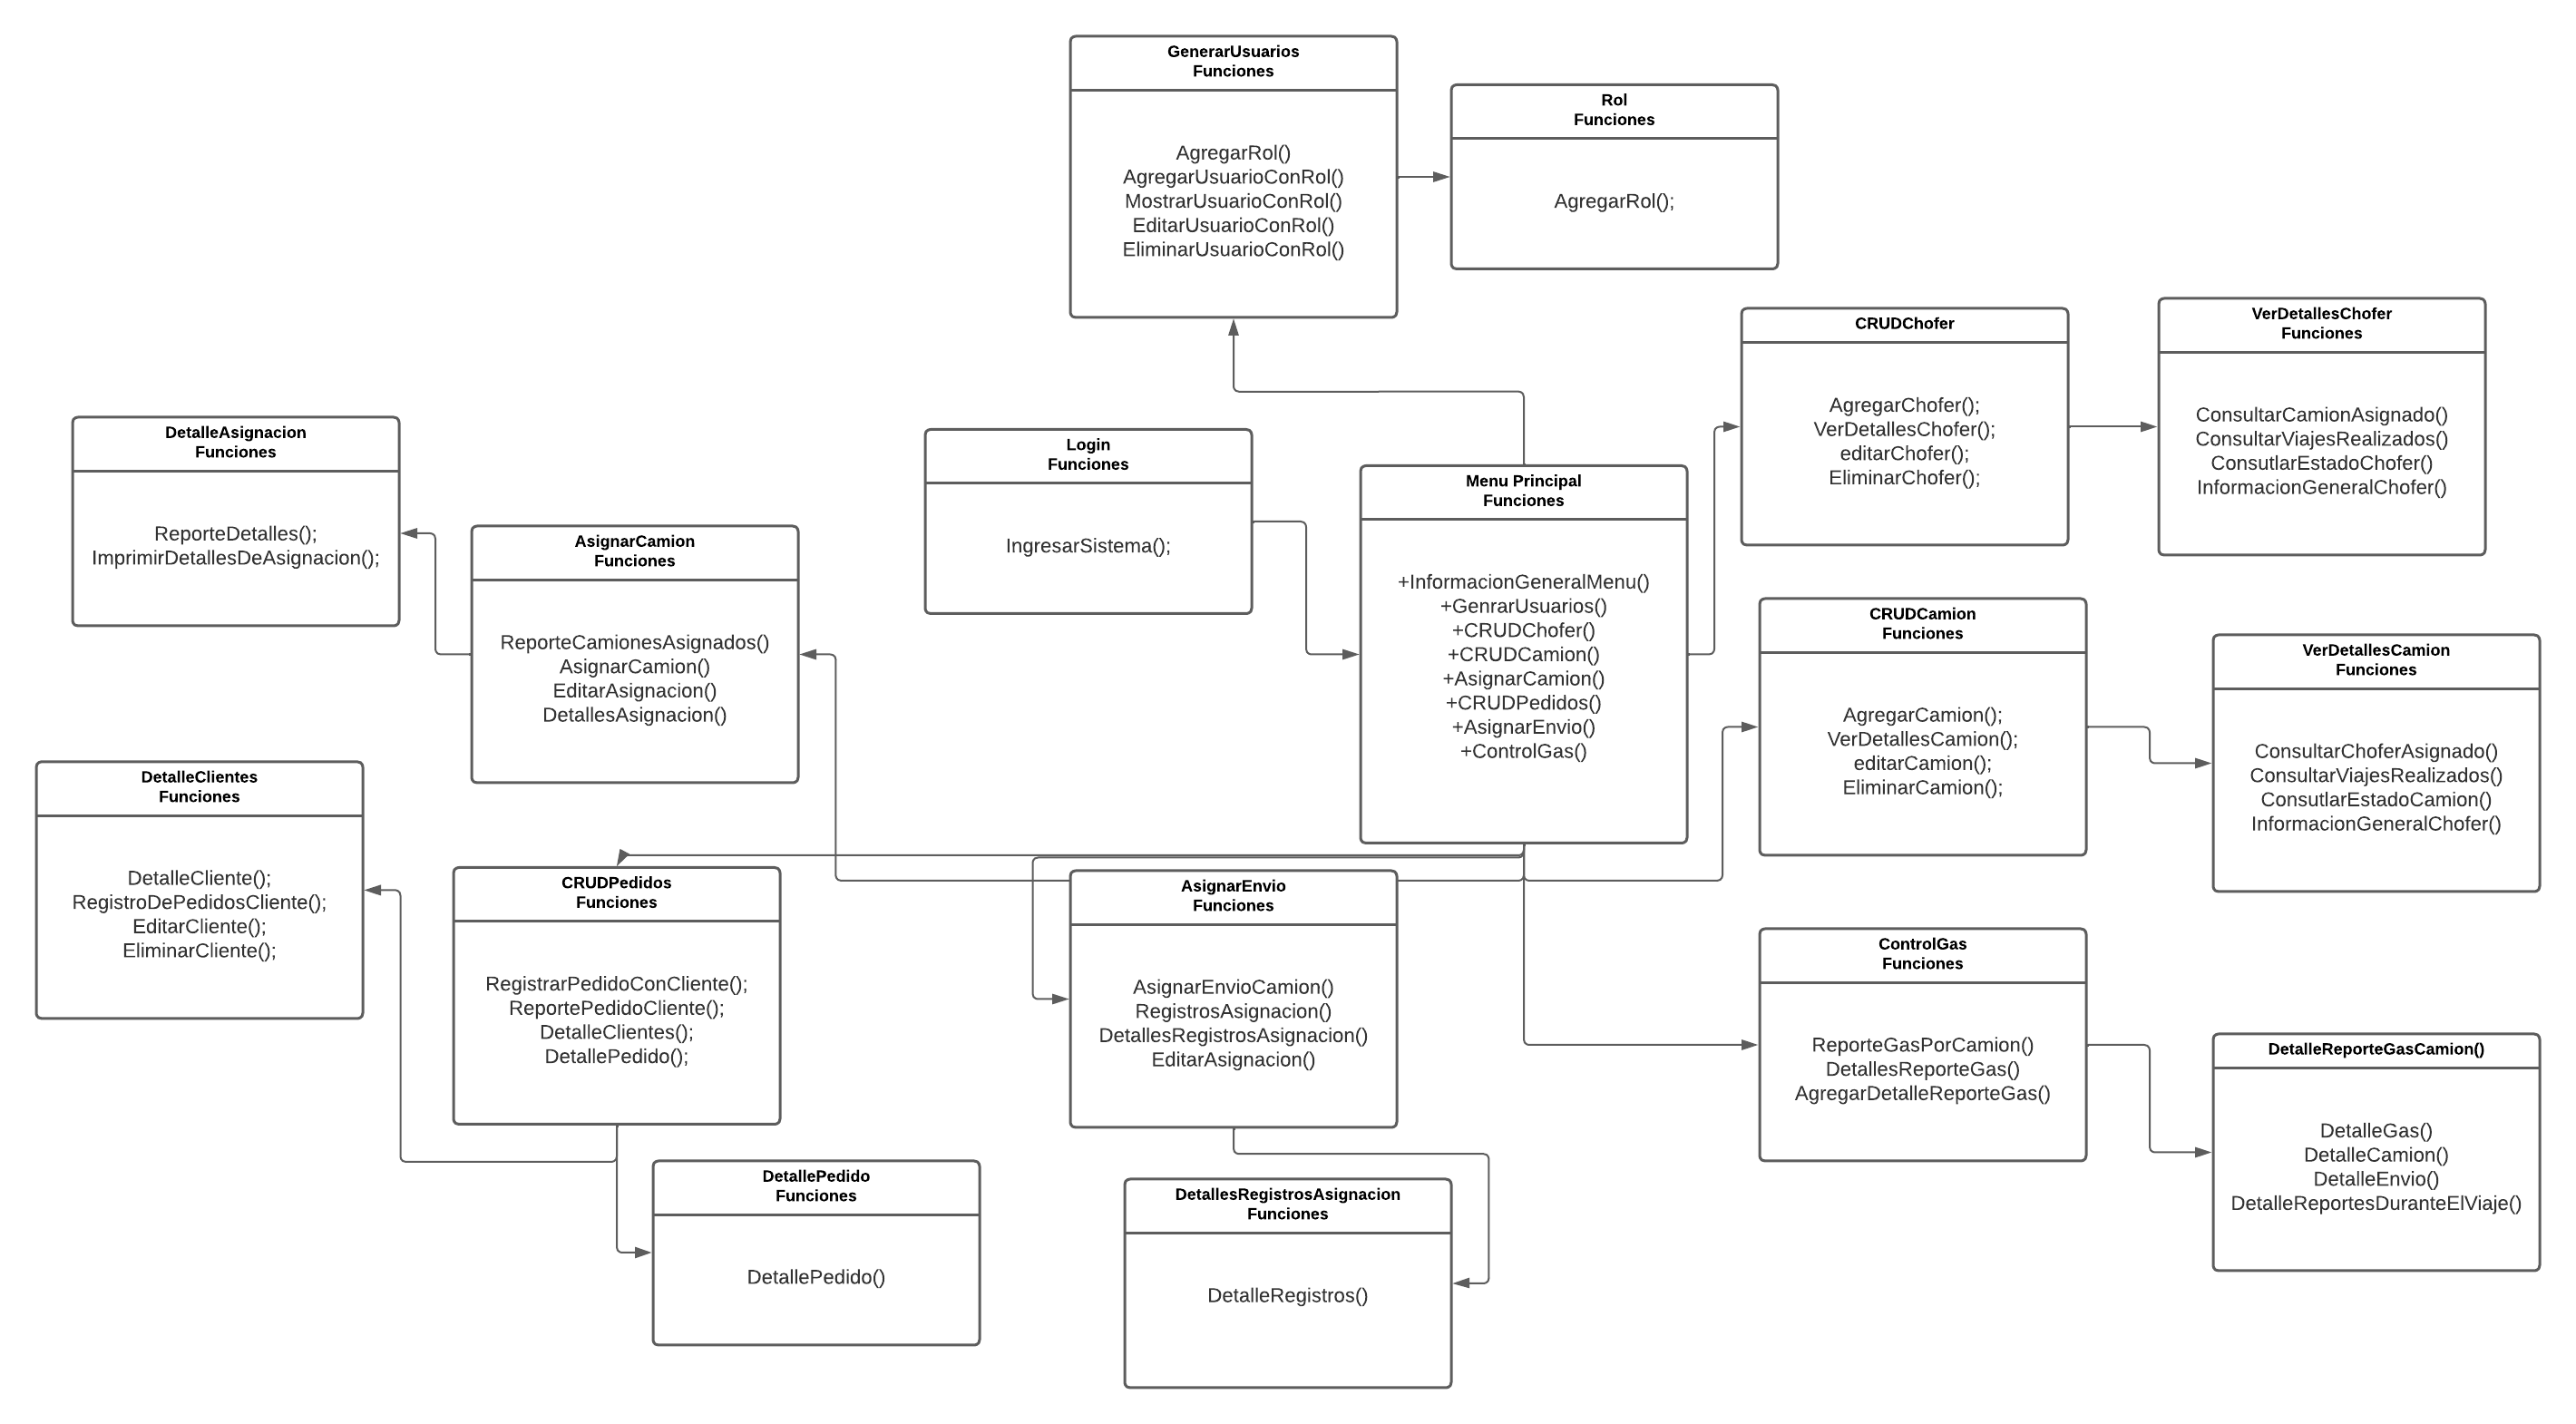 GenerarUsuarios
Funciones
AgregarRol()
AgregarUsuarioConRol()
MostrarUsuarioConRol()
EditarUsuarioConRol()
EliminarUsuarioConRol()
Rol
Funciones
AgregarRol();
CRUDChofer
AgregarChofer();
VerDetallesChofer();
editarChofer();
EliminarChofer();
VerDetallesChofer
Funciones
ConsultarCamionAsignado()
ConsultarViajesRealizados()
ConsutlarEstadoChofer()
InformacionGeneralChofer()
DetalleAsignacion
Funciones
ReporteDetalles();
ImprimirDetallesDeAsignacion();
AsignarCamion
Funciones
ReporteCamionesAsignados()
AsignarCamion()
EditarAsignacion()
DetallesAsignacion()
Login
Funciones
IngresarSistema();
Menu Principal
Funciones
+InformacionGeneralMenu()
+GenrarUsuarios()
+CRUDChofer()
+CRUDCamion()
+AsignarCamion()
+CRUDPedidos()
+AsignarEnvio()
+ControlGas()
CRUDCamion
Funciones
AgregarCamion();
VerDetallesCamion();
editarCamion();
EliminarCamion();
VerDetallesCamion
Funciones
ConsultarChoferAsignado()
ConsultarViajesRealizados()
ConsutlarEstadoCamion()
InformacionGeneralChofer()
DetalleClientes
Funciones
DetalleCliente();
RegistroDePedidosCliente();
EditarCliente();
EliminarCliente();
CRUDPedidos
Funciones
RegistrarPedidoConCliente();
ReportePedidoCliente();
DetalleClientes();
DetallePedido();
AsignarEnvio
Funciones
AsignarEnvioCamion()
RegistrosAsignacion()
DetallesRegistrosAsignacion()
EditarAsignacion()
ControlGas
Funciones
ReporteGasPorCamion()
DetallesReporteGas()
AgregarDetalleReporteGas()
DetalleReporteGasCamion()
DetalleGas()
DetalleCamion()
DetalleEnvio()
DetalleReportesDuranteElViaje()
DetallePedido
Funciones
DetallePedido()
DetallesRegistrosAsignacion
Funciones
DetalleRegistros()